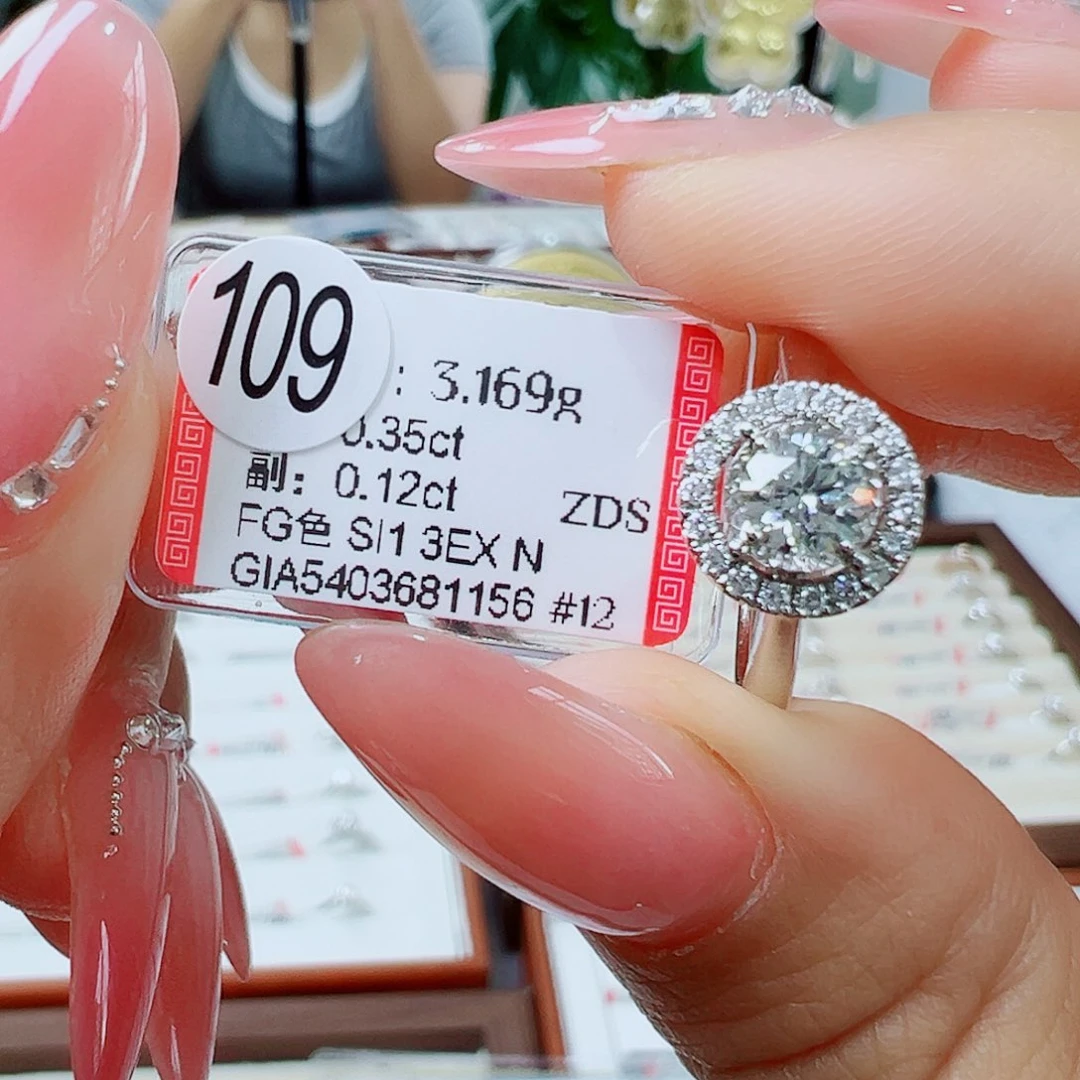 109
: 3.169g
0.35ct
副: 0.12ct
ZDS
FG色 SI1 3EX N
GIA5403681156 #12